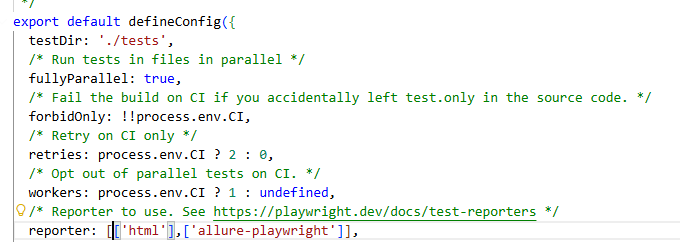 */
export default defineConfig({
testDir: './tests',
/* Run tests in files in parallel */
fullyParallel: true,
/* Fail the build on CI if you accidentally left test.only in the source code. */
forbidOnly: !!process.env.CI,
/* Retry on CI only */
retries: process.env.CI ? 2 : 0,
/* Opt out of parallel tests on CI. */
workers: process.env.CI ? 1 : undefined,
/* Reporter to use. See https://playwright.dev/docs/test-reporters */
reporter: [['html'],['allure-playwright']],